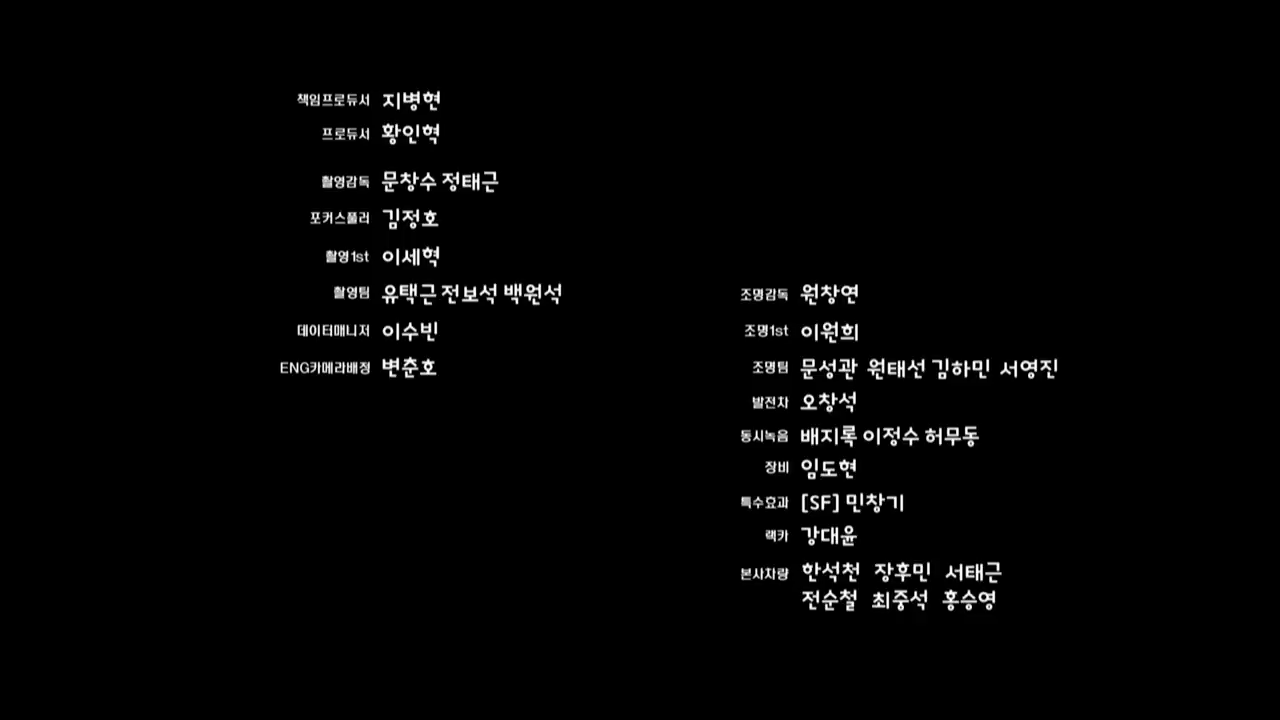 책임프로듀서 지병현
프로듀서 황인혁
촬영감독 문창수 정태근
포커스풀러 김정호
촬영1st 이세혁
촬영팀 유택근 전보석 백원석
데이터매니저 이수빈
ENG카메라배정 변춘호
조명감독 원창연
조명1st 이원희
조명팀 문성관 원태선 김하민 서영진
발전차 오창석
동시녹음 배지록 이정수 허무동
장비 임도현
특수효과 [SF] 민창기
랙카 강대윤
본사차량 한석천 장후민 서태근
전순철 최중석 홍승영